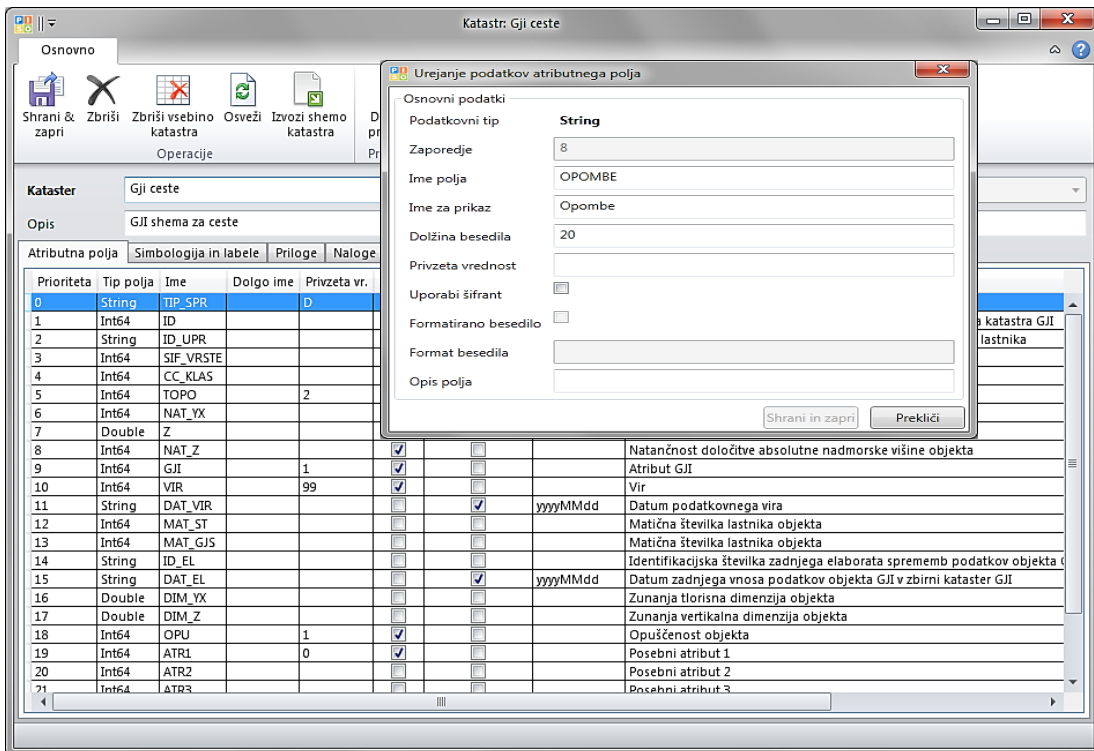 P I
S O
Katastr: Gji ceste
Osnovno
Shrani & zapri
Zbriši
Zbriši vsebino katastra
Osveži
Izvozi shemo katastra
D
pr
Operacije
Pr
Kataster Gji ceste
Opis GJI shema za ceste
Atributna polja Simbologija in labele Priloge Naloge
Prioriteta Tip polja Ime Dolgo ime Privzeta vr.
0 String TIP_SPR D
1 Int64 ID a katastra GJI
2 String ID_UPR lastnika
3 Int64 SIF_VRSTE
4 Int64 CC_KLAS
5 Int64 TOPO 2
6 Int64 NAT_YX
7 Double Z
8 Int64 NAT_Z Natančnost določitve absolutne nadmorske višine objekta
9 Int64 GJI 1 Atribut GJI
10 Int64 VIR 99 Vir
11 String DAT_VIR yyyyMMdd Datum podatkovnega vira
12 Int64 MAT_ST Matična številka lastnika objekta
13 Int64 MAT_GJS Matična številka lastnika objekta
14 String ID_EL Identifikacijska številka zadnjega elaborata sprememb podatkov objekta
15 String DAT_EL yyyyMMdd Datum zadnjega vnosa podatkov objekta GJI v zbirni kataster GJI
16 Double DIM_YX Zunanja tlorisna dimenzija objekta
17 Double DIM_Z Zunanja vertikalna dimenzija objekta
18 Int64 OPU 1 Opuščenost objekta
19 Int64 ATR1 0 Posebni atribut 1
20 Int64 ATR2 Posebni atribut 2
21 Int64 ATR3 Posebni atribut 3
Urejanje podatkov atributnega polja
Osnovni podatki
Podatkovni tip String
Zaporedje 8
Ime polja OPOMBE
Ime za prikaz Opombe
Dolžina besedila 20
Privzeta vrednost
Uporabi šifrant
Formatirano besedilo
Format besedila
Opis polja
Shrani in zapri Prekliči